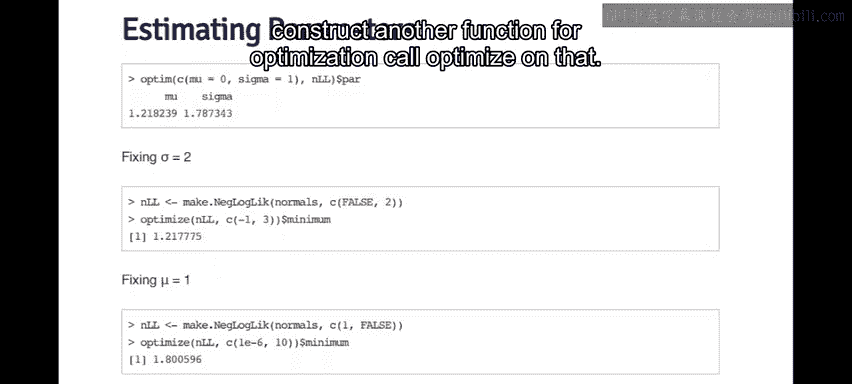 Estimating
construct another function for
optimization call optimize on that.
> optim(c(mu = 0, sigma = 1), nLL)$par
mu sigma
1.218239 1.787343
Fixing σ = 2
> nLL <- make.NegLogLik(normals, c(FALSE, 2))
> optimize(nLL, c(-1, 3))$minimum
[1] 1.217775
Fixing μ = 1
> nLL <- make.NegLogLik(normals, c(1, FALSE))
> optimize(nLL, c(1e-6, 10))$minimum
[1] 1.800596